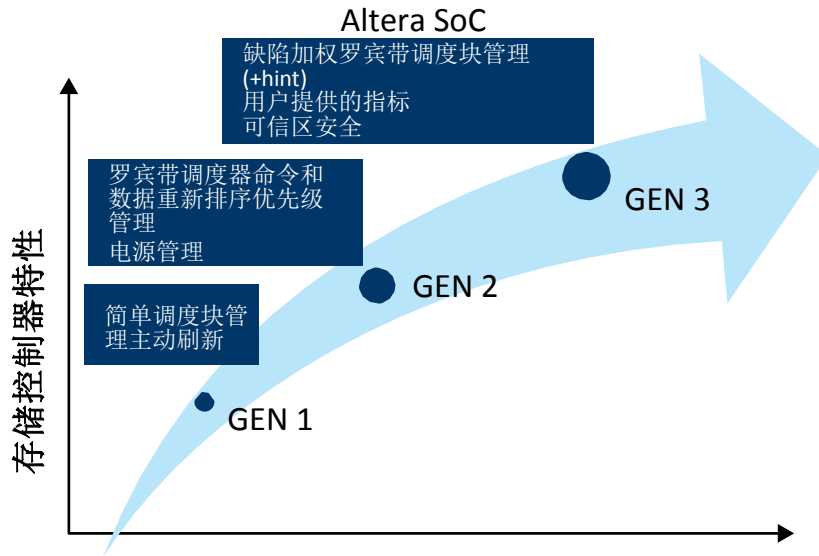 Altera SoC
缺陷加权罗宾带调度块管理
(+hint)
用户提供的指标
可信区安全
罗宾带调度器命令和
数据重新排序优先级
管理
电源管理
简单调度块管
理主动刷新
GEN 3
GEN 2
GEN 1
存储控制器特性